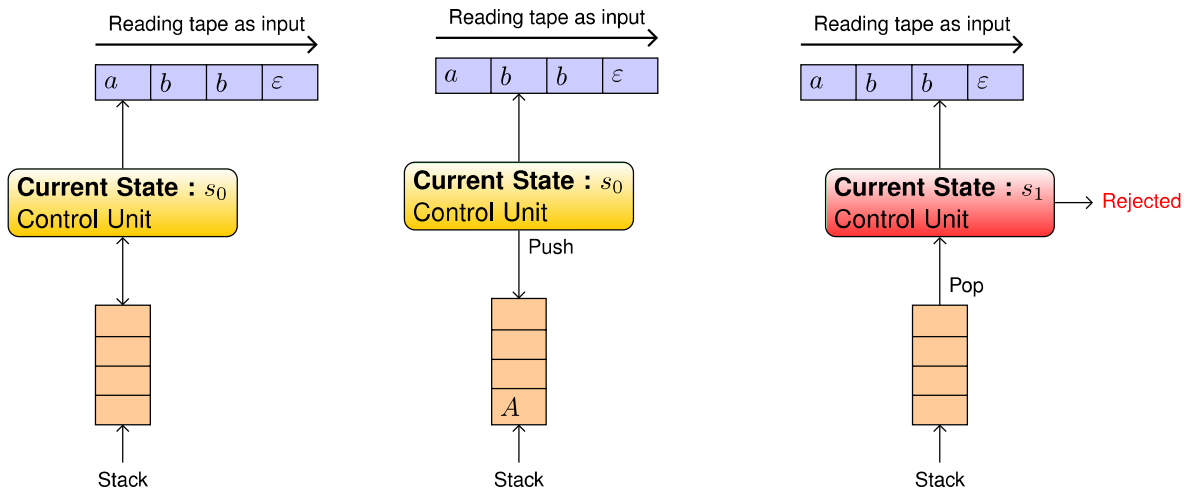 Reading tape as input
a b b ε
Current State : s₀
Control Unit
Stack
Reading tape as input
a b b ε
Current State : s₀
Control Unit
Push
A
Stack
Reading tape as input
a b b ε
Current State : s₁
Control Unit
Rejected
Pop
Stack